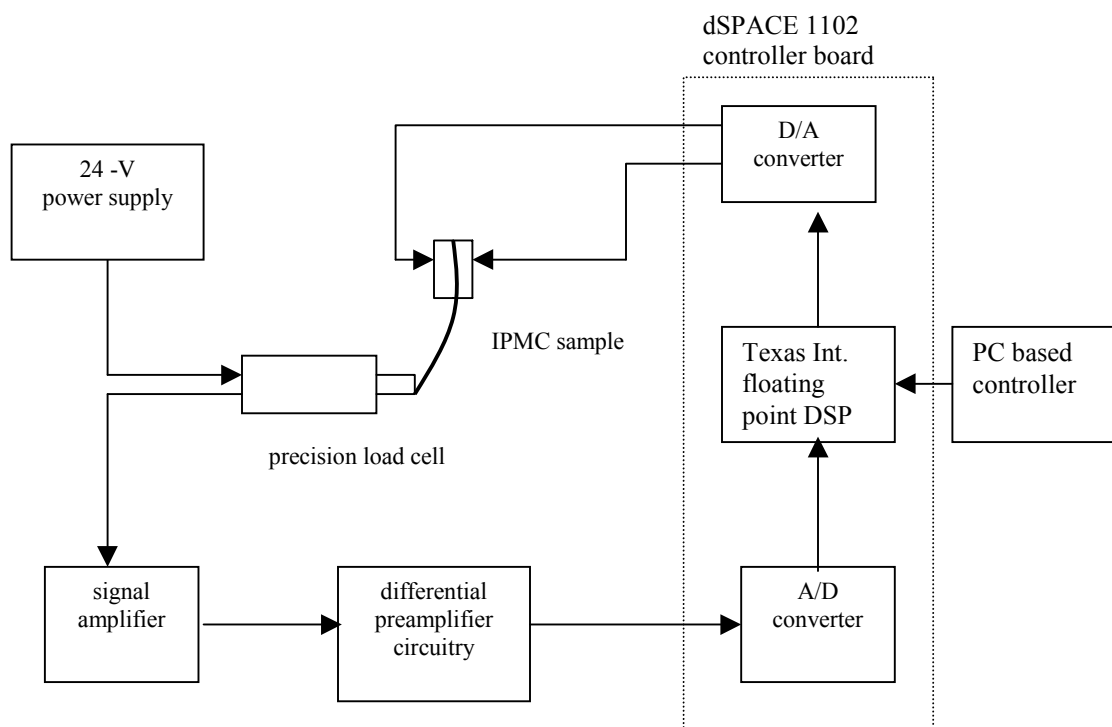 dSPACE 1102
controller board
D/A
converter
24 -V
power supply
IPMC sample
Texas Int.
floating
point DSP
PC based
controller
precision load cell
signal
amplifier
differential
preamplifier
circuitry
A/D
converter